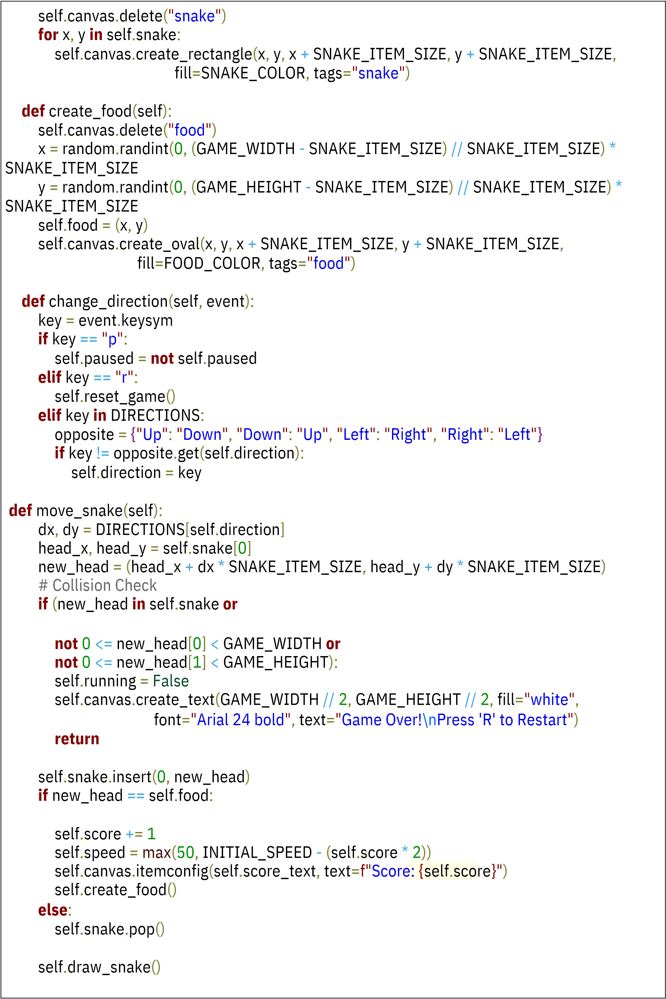 self.canvas.delete("snake")
        for x, y in self.snake:
            self.canvas.create_rectangle(x, y, x + SNAKE_ITEM_SIZE, y + SNAKE_ITEM_SIZE,
                                         fill=SNAKE_COLOR, tags="snake")

    def create_food(self):
        self.canvas.delete("food")
        x = random.randint(0, (GAME_WIDTH - SNAKE_ITEM_SIZE) // SNAKE_ITEM_SIZE) *
SNAKE_ITEM_SIZE
        y = random.randint(0, (GAME_HEIGHT - SNAKE_ITEM_SIZE) // SNAKE_ITEM_SIZE) *
SNAKE_ITEM_SIZE
        self.food = (x, y)
        self.canvas.create_oval(x, y, x + SNAKE_ITEM_SIZE, y + SNAKE_ITEM_SIZE,
                                fill=FOOD_COLOR, tags="food")

    def change_direction(self, event):
        key = event.keysym
        if key == "p":
            self.paused = not self.paused
        elif key == "r":
            self.reset_game()
        elif key in DIRECTIONS:
            opposite = {"Up": "Down", "Down": "Up", "Left": "Right", "Right": "Left"}
            if key != opposite.get(self.direction):
                self.direction = key

 def move_snake(self):
        dx, dy = DIRECTIONS[self.direction]
        head_x, head_y = self.snake[0]
        new_head = (head_x + dx * SNAKE_ITEM_SIZE, head_y + dy * SNAKE_ITEM_SIZE)
        # Collision Check
        if (new_head in self.snake or

            not 0 <= new_head[0] < GAME_WIDTH or
            not 0 <= new_head[1] < GAME_HEIGHT):
            self.running = False
            self.canvas.create_text(GAME_WIDTH // 2, GAME_HEIGHT // 2, fill="white",
                                    font="Arial 24 bold", text="Game Over!\nPress 'R' to Restart")
            return

        self.snake.insert(0, new_head)
        if new_head == self.food:

            self.score += 1
            self.speed = max(50, INITIAL_SPEED - (self.score * 2))
            self.canvas.itemconfig(self.score_text, text=f"Score: {self.score}")
            self.create_food()
        else:
            self.snake.pop()

        self.draw_snake()